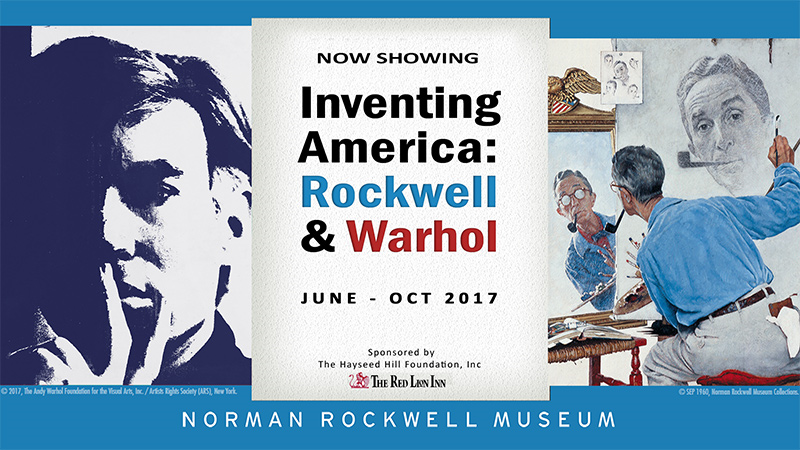 NOW SHOWING
Inventing
America:
Rockwell
& Warhol
JUNE - OCT 2017
Sponsored by
The Hayseed Hill Foundation, Inc
THE RED LION INN
© 2017, The Andy Warhol Foundation for the Visual Arts, Inc. / Artists Rights Society (ARS), New York.
© SEP 1960, Norman Rockwell Museum Collections.
NORMAN ROCKWELL MUSEUM